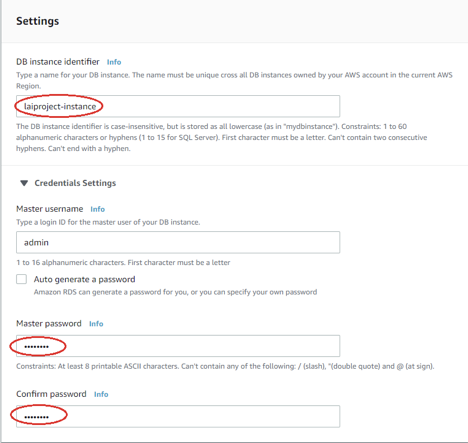 Settings
DB instance identifier Info
Type a name for your DB instance. The name must be unique cross all DB instances owned by your AWS account in the current AWS
Region.
laiproject-instance
The DB instance identifier is case-insensitive, but is stored as all lowercase (as in "mydbinstance"). Constraints: 1 to 60
alphanumeric characters or hyphens (1 to 15 for SQL Server). First character must be a letter. Can't contain two consecutive
hyphens. Can't end with a hyphen.
▼ Credentials Settings
Master username Info
Type a login ID for the master user of your DB instance.
admin
1 to 16 alphanumeric characters. First character must be a letter
Auto generate a password
Amazon RDS can generate a password for you, or you can specify your own password
Master password Info
••••••••
Constraints: At least 8 printable ASCII characters. Can't contain any of the following: / (slash), "(double quote) and @ (at sign).
Confirm password Info
••••••••